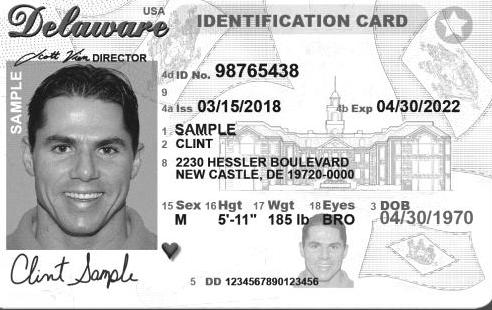 Delaware USA IDENTIFICATION CARD
Scott Vien DIRECTOR
SAMPLE
4d ID No. 98765438
9
4a Iss 03/15/2018 4b Exp 04/30/2022
1 SAMPLE
2 CLINT
8 2230 HESSLER BOULEVARD
NEW CASTLE, DE 19720-0000
15 Sex 16 Hgt 17 Wgt 18 Eyes 3 DOB
M 5'-11" 185 lb BRO 04/30/1970
Clint Sample
5 DD 1234567890123456